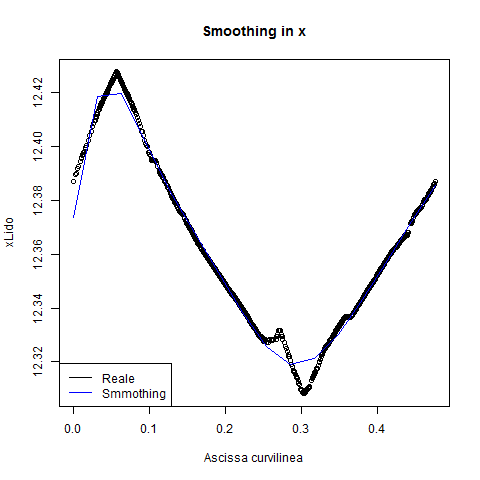 Smoothing in x
12.42
12.40
12.38
12.36
12.34
12.32
xLido
Reale
Smmothing
0.0 0.1 0.2 0.3 0.4
Ascissa curvilinea